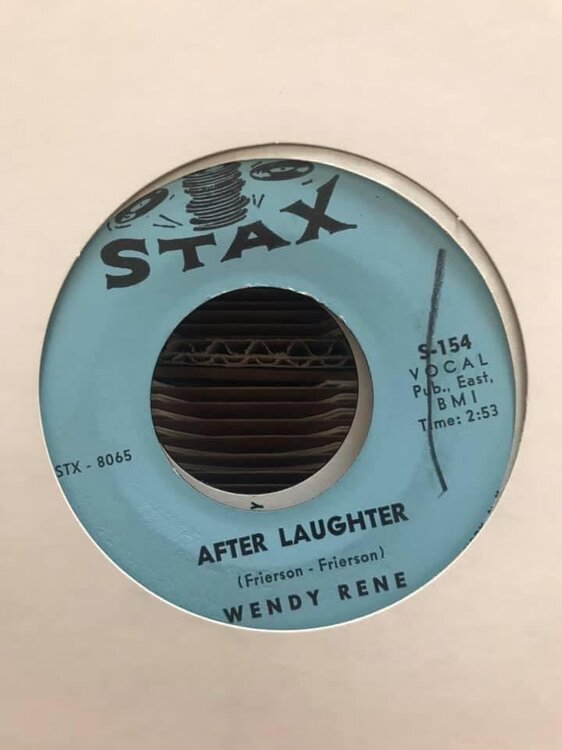 STAX
S-154
VOCAL
Pub., East,
BMI
Time: 2:53
STX - 8065
AFTER LAUGHTER
(Frierson - Frierson)
WENDY RENE